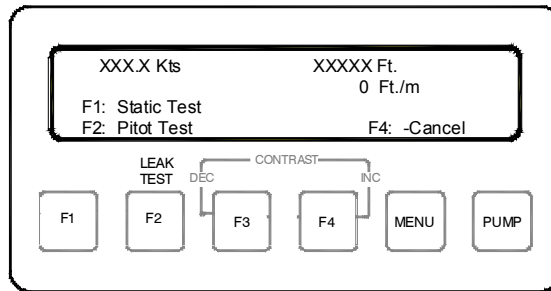 XXX.X Kts XXXXX Ft.
0 Ft./m
F1: Static Test
F2: Pitot Test F4: -Cancel
LEAK TEST
DEC CONTRAST INC
F1 F2 F3 F4 MENU PUMP